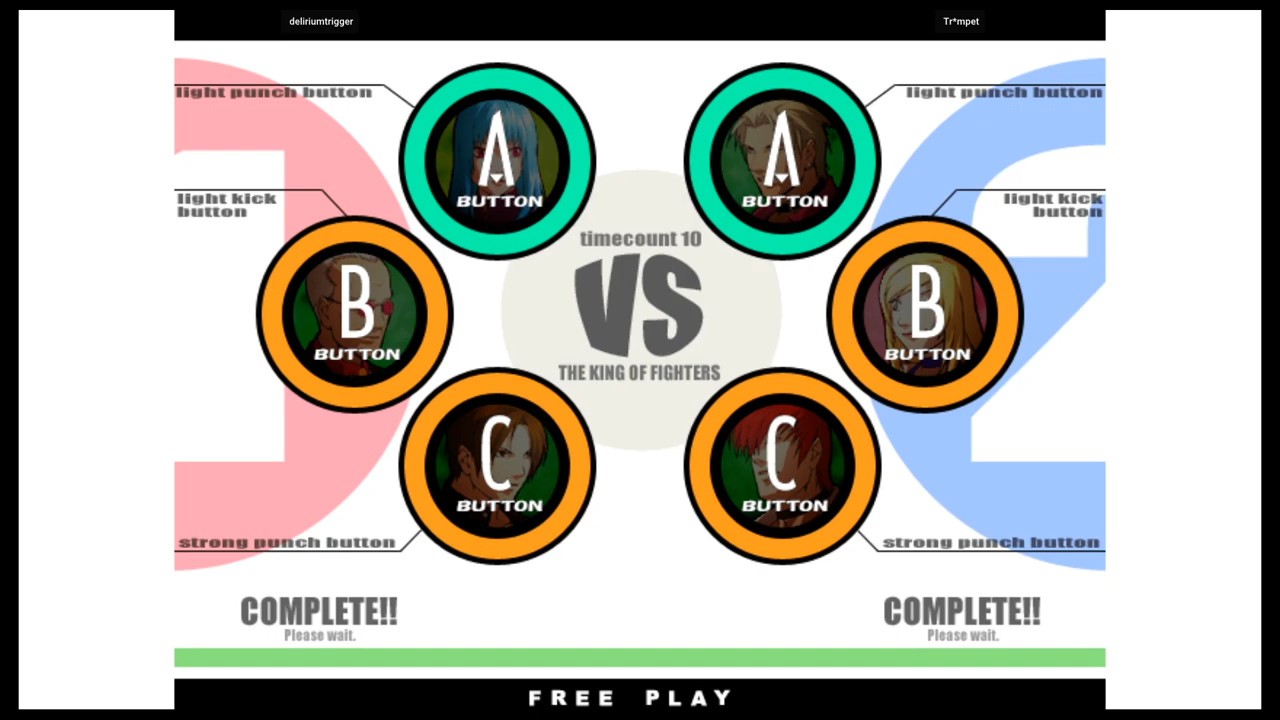 deliriumtrigger
Tr*mpet
light punch button
A
BUTTON
A
BUTTON
light punch button
light kick
button
light kick
button
timecount 10
VS
THE KING OF FIGHTERS
B
BUTTON
B
BUTTON
C
BUTTON
C
BUTTON
strong punch button
strong punch button
COMPLETE!!
Please wait.
COMPLETE!!
Please wait.
FREE PLAY